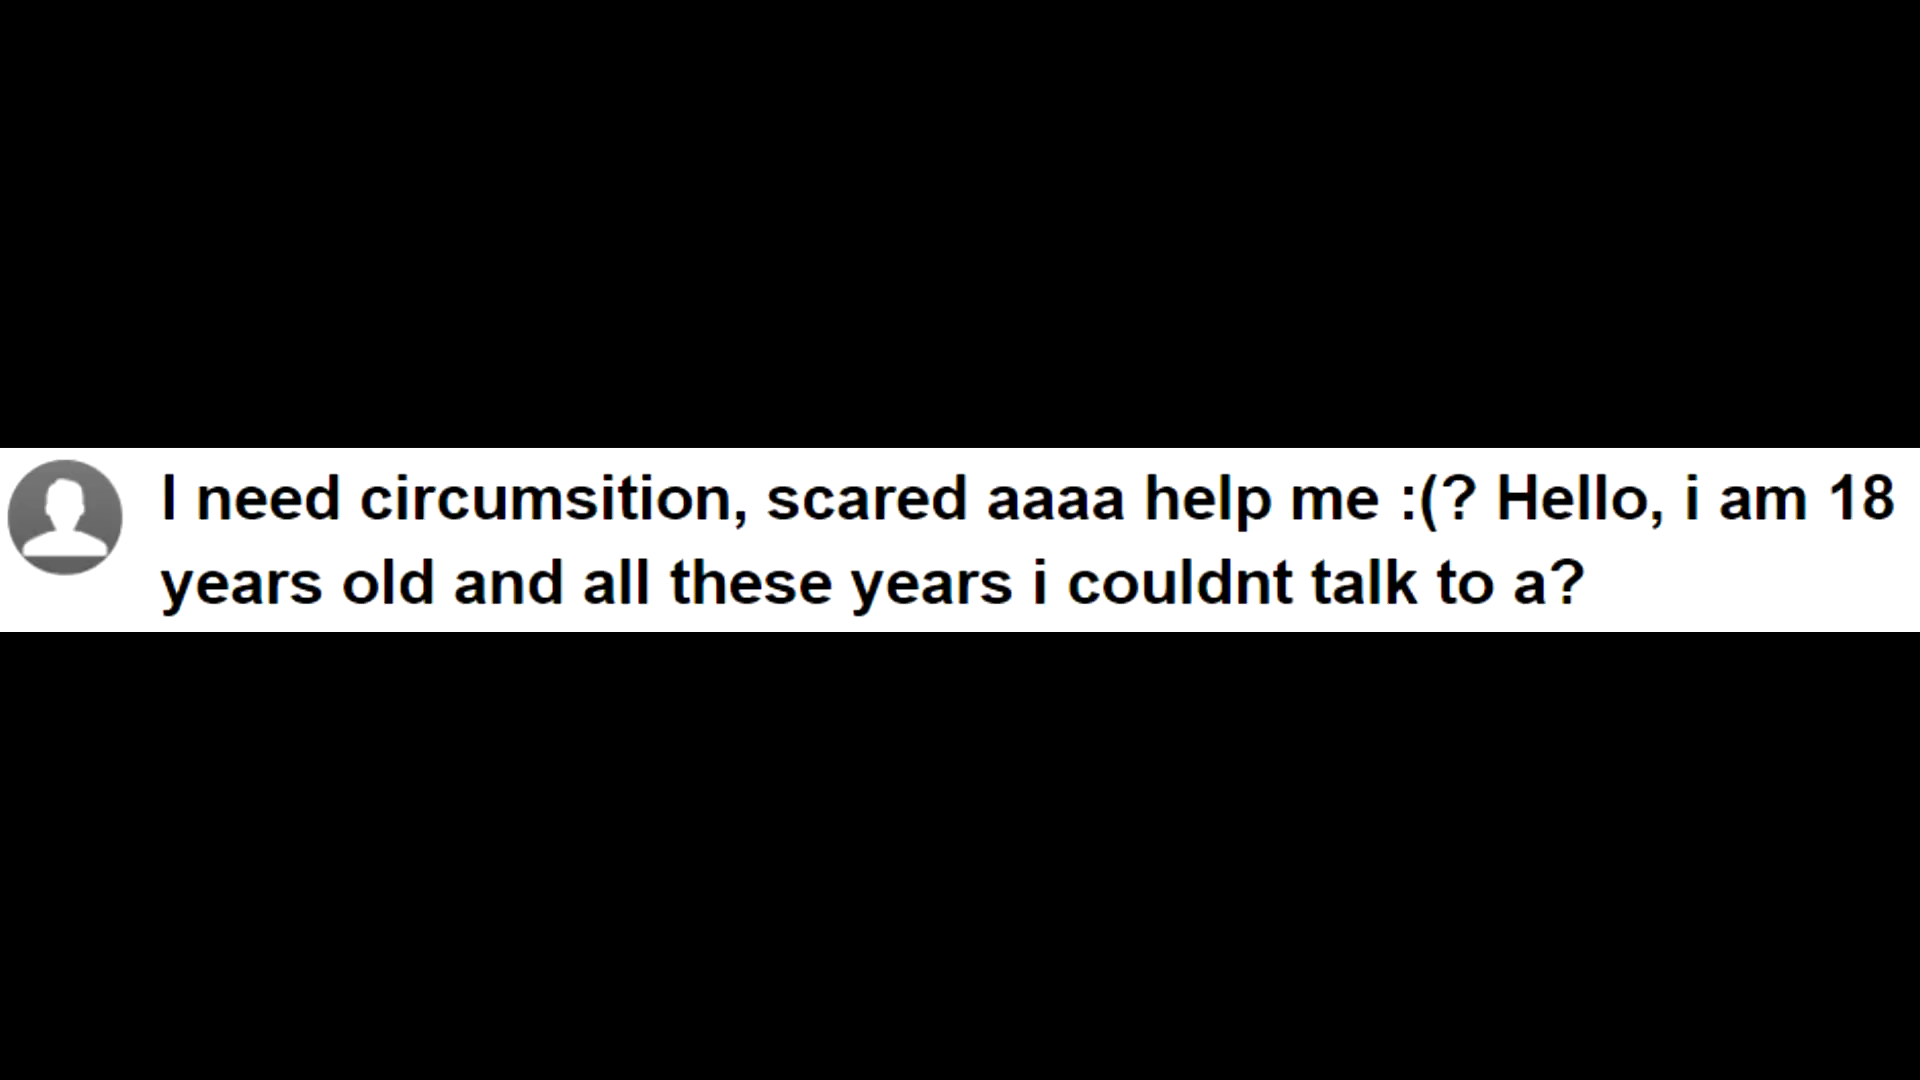 I need circumsition, scared aaaa help me :(? Hello, i am 18
years old and all these years i couldnt talk to a?